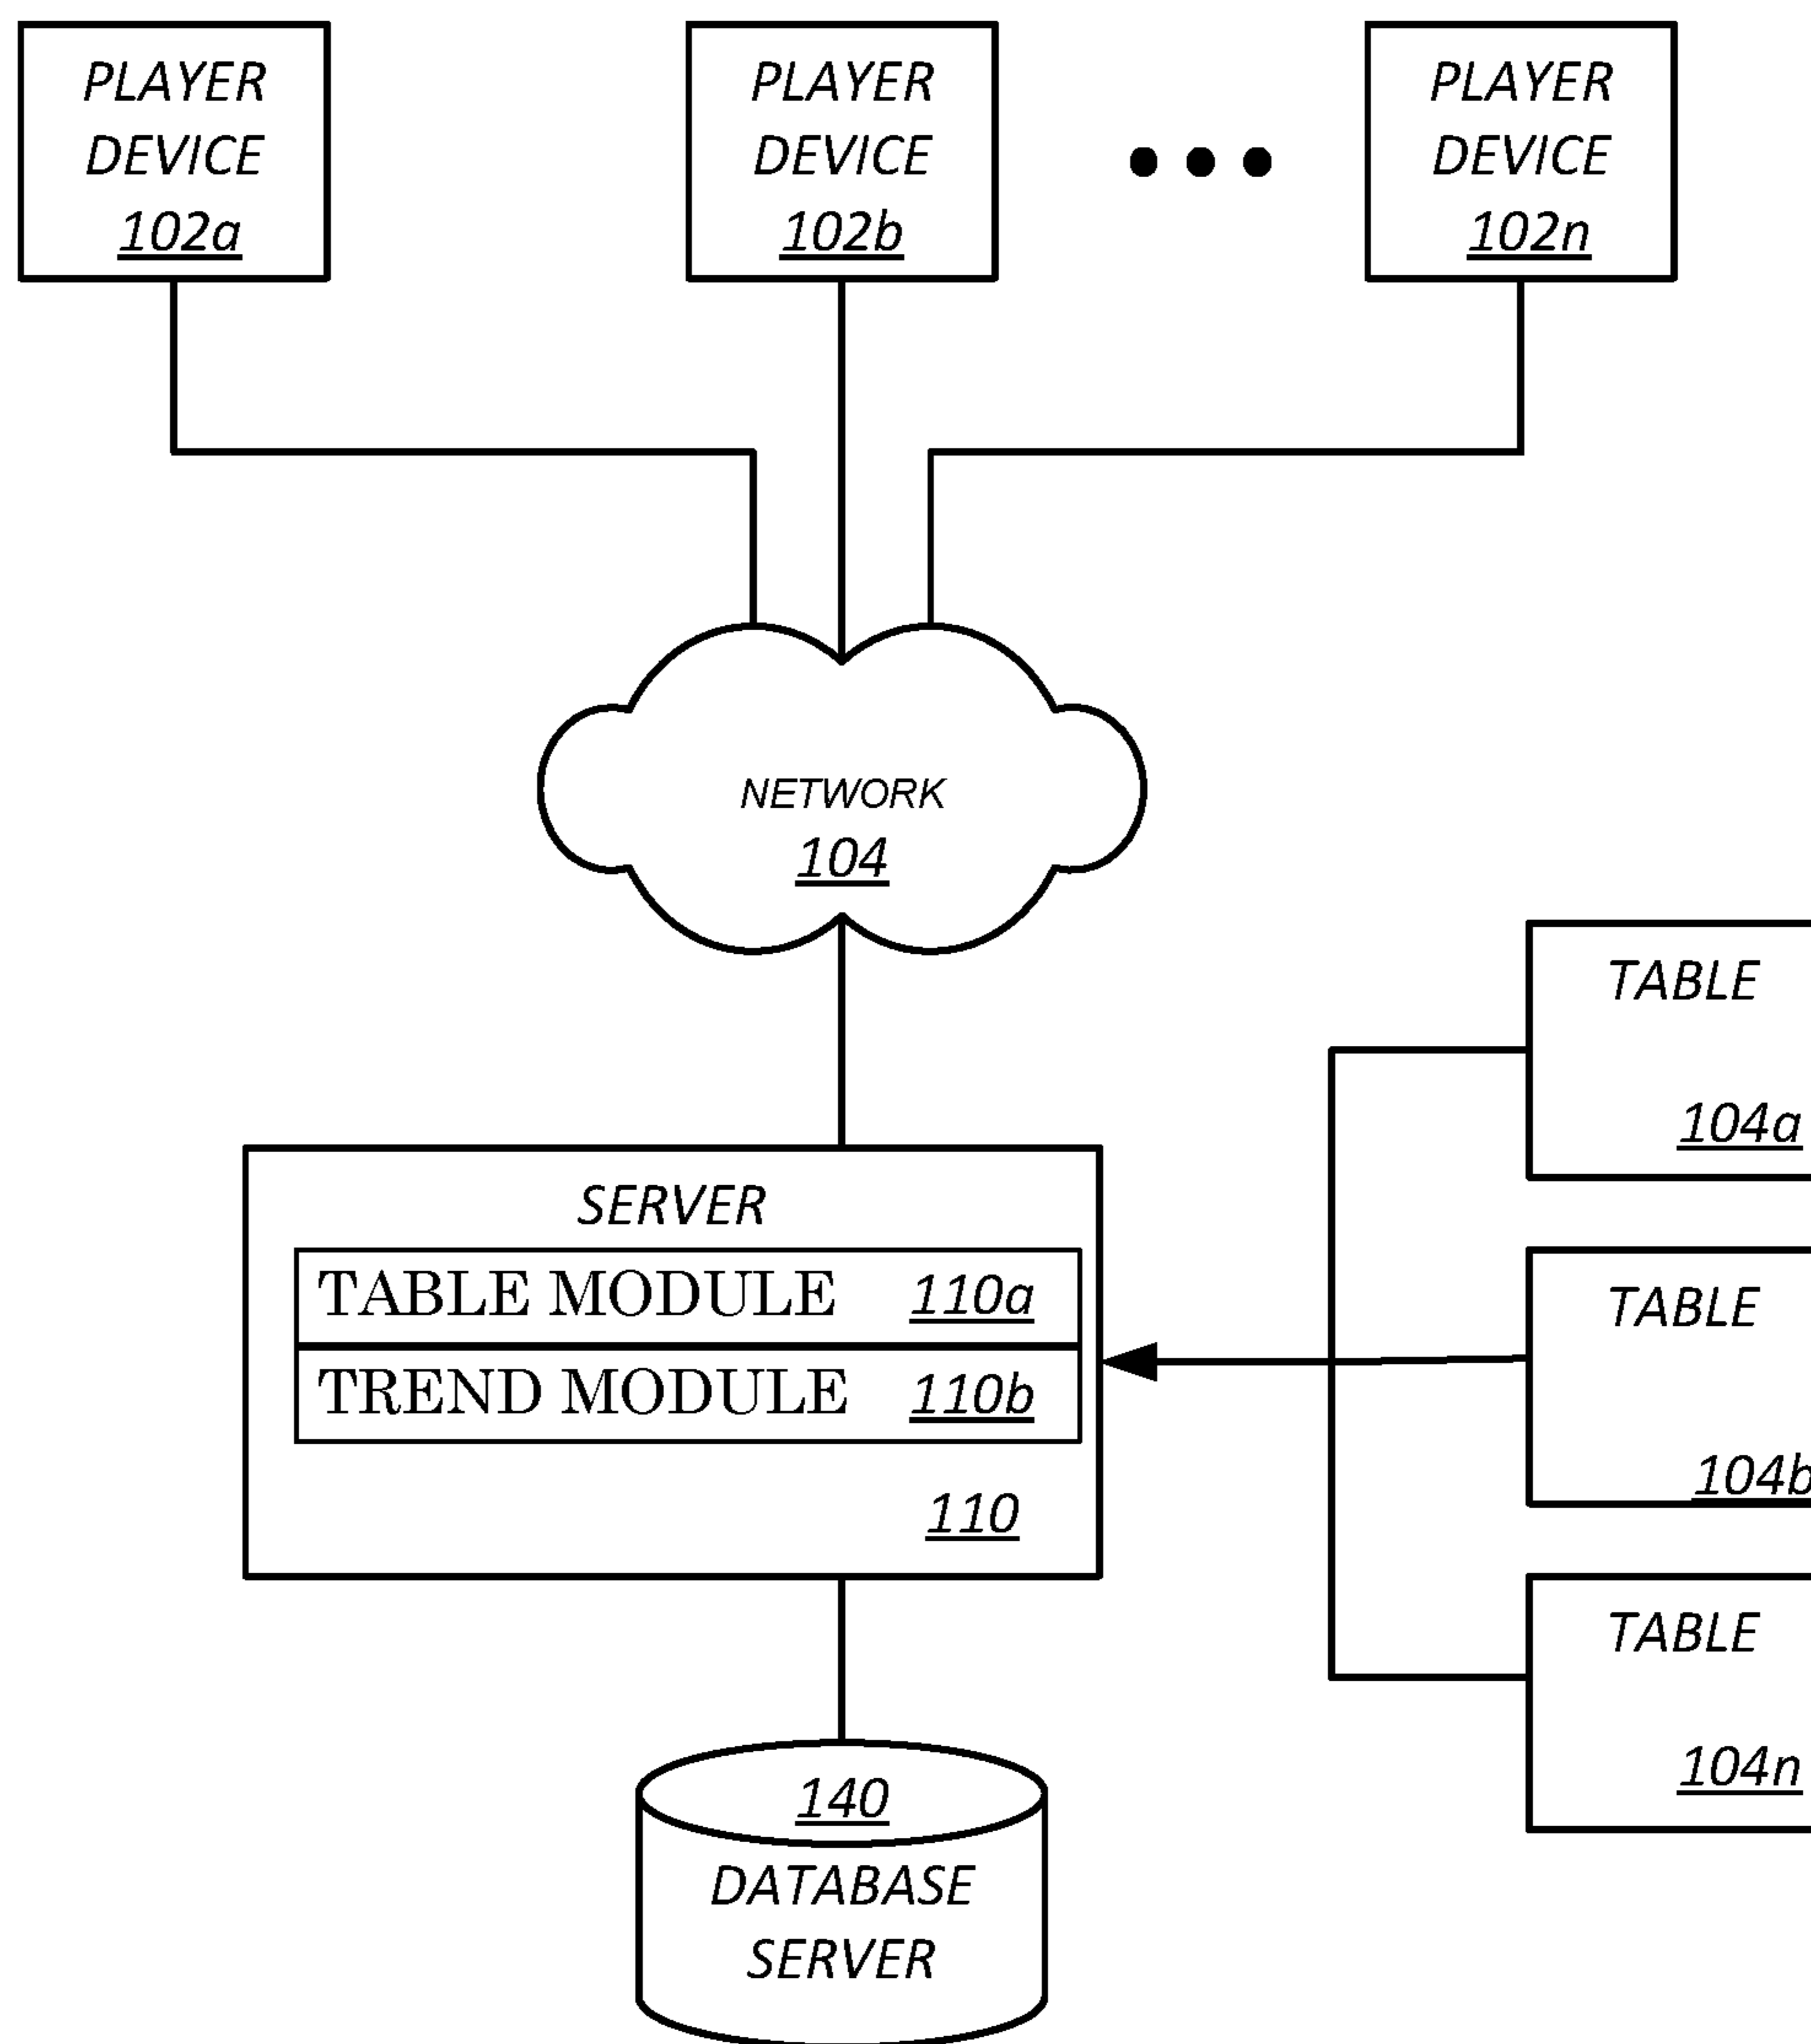 PLAYER
DEVICE
102a
PLAYER
DEVICE
102b
PLAYER
DEVICE
102n
NETWORK
104
TABLE
104a
SERVER
TABLE MODULE 110a
TREND MODULE 110b
110
TABLE
104b
TABLE
104n
140
DATABASE
SERVER